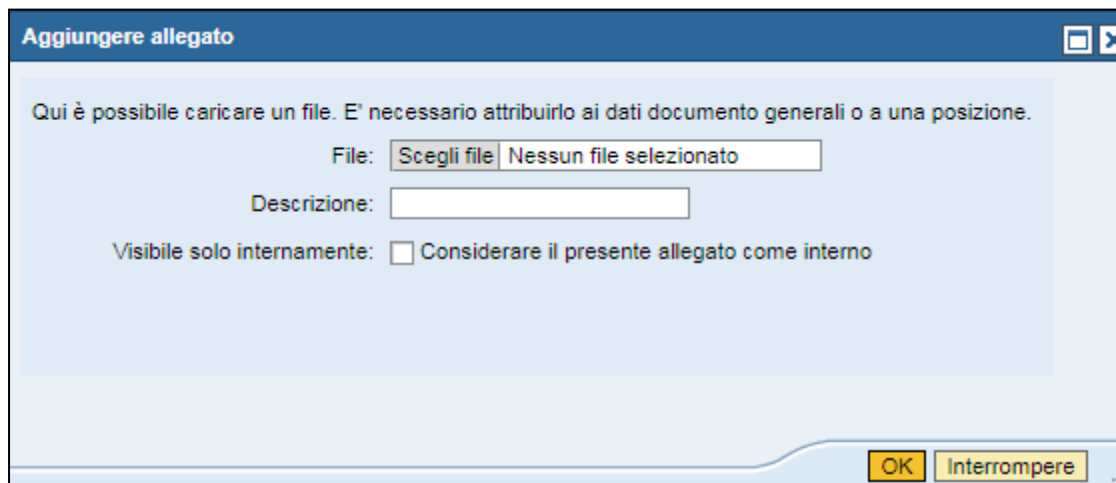 Aggiungere allegato
Qui è possibile caricare un file. E' necessario attribuirlo ai dati documento generali o a una posizione.
File: Scegli file Nessun file selezionato
Descrizione:
Visibile solo internamente: Considerare il presente allegato come interno
OK Interrompere